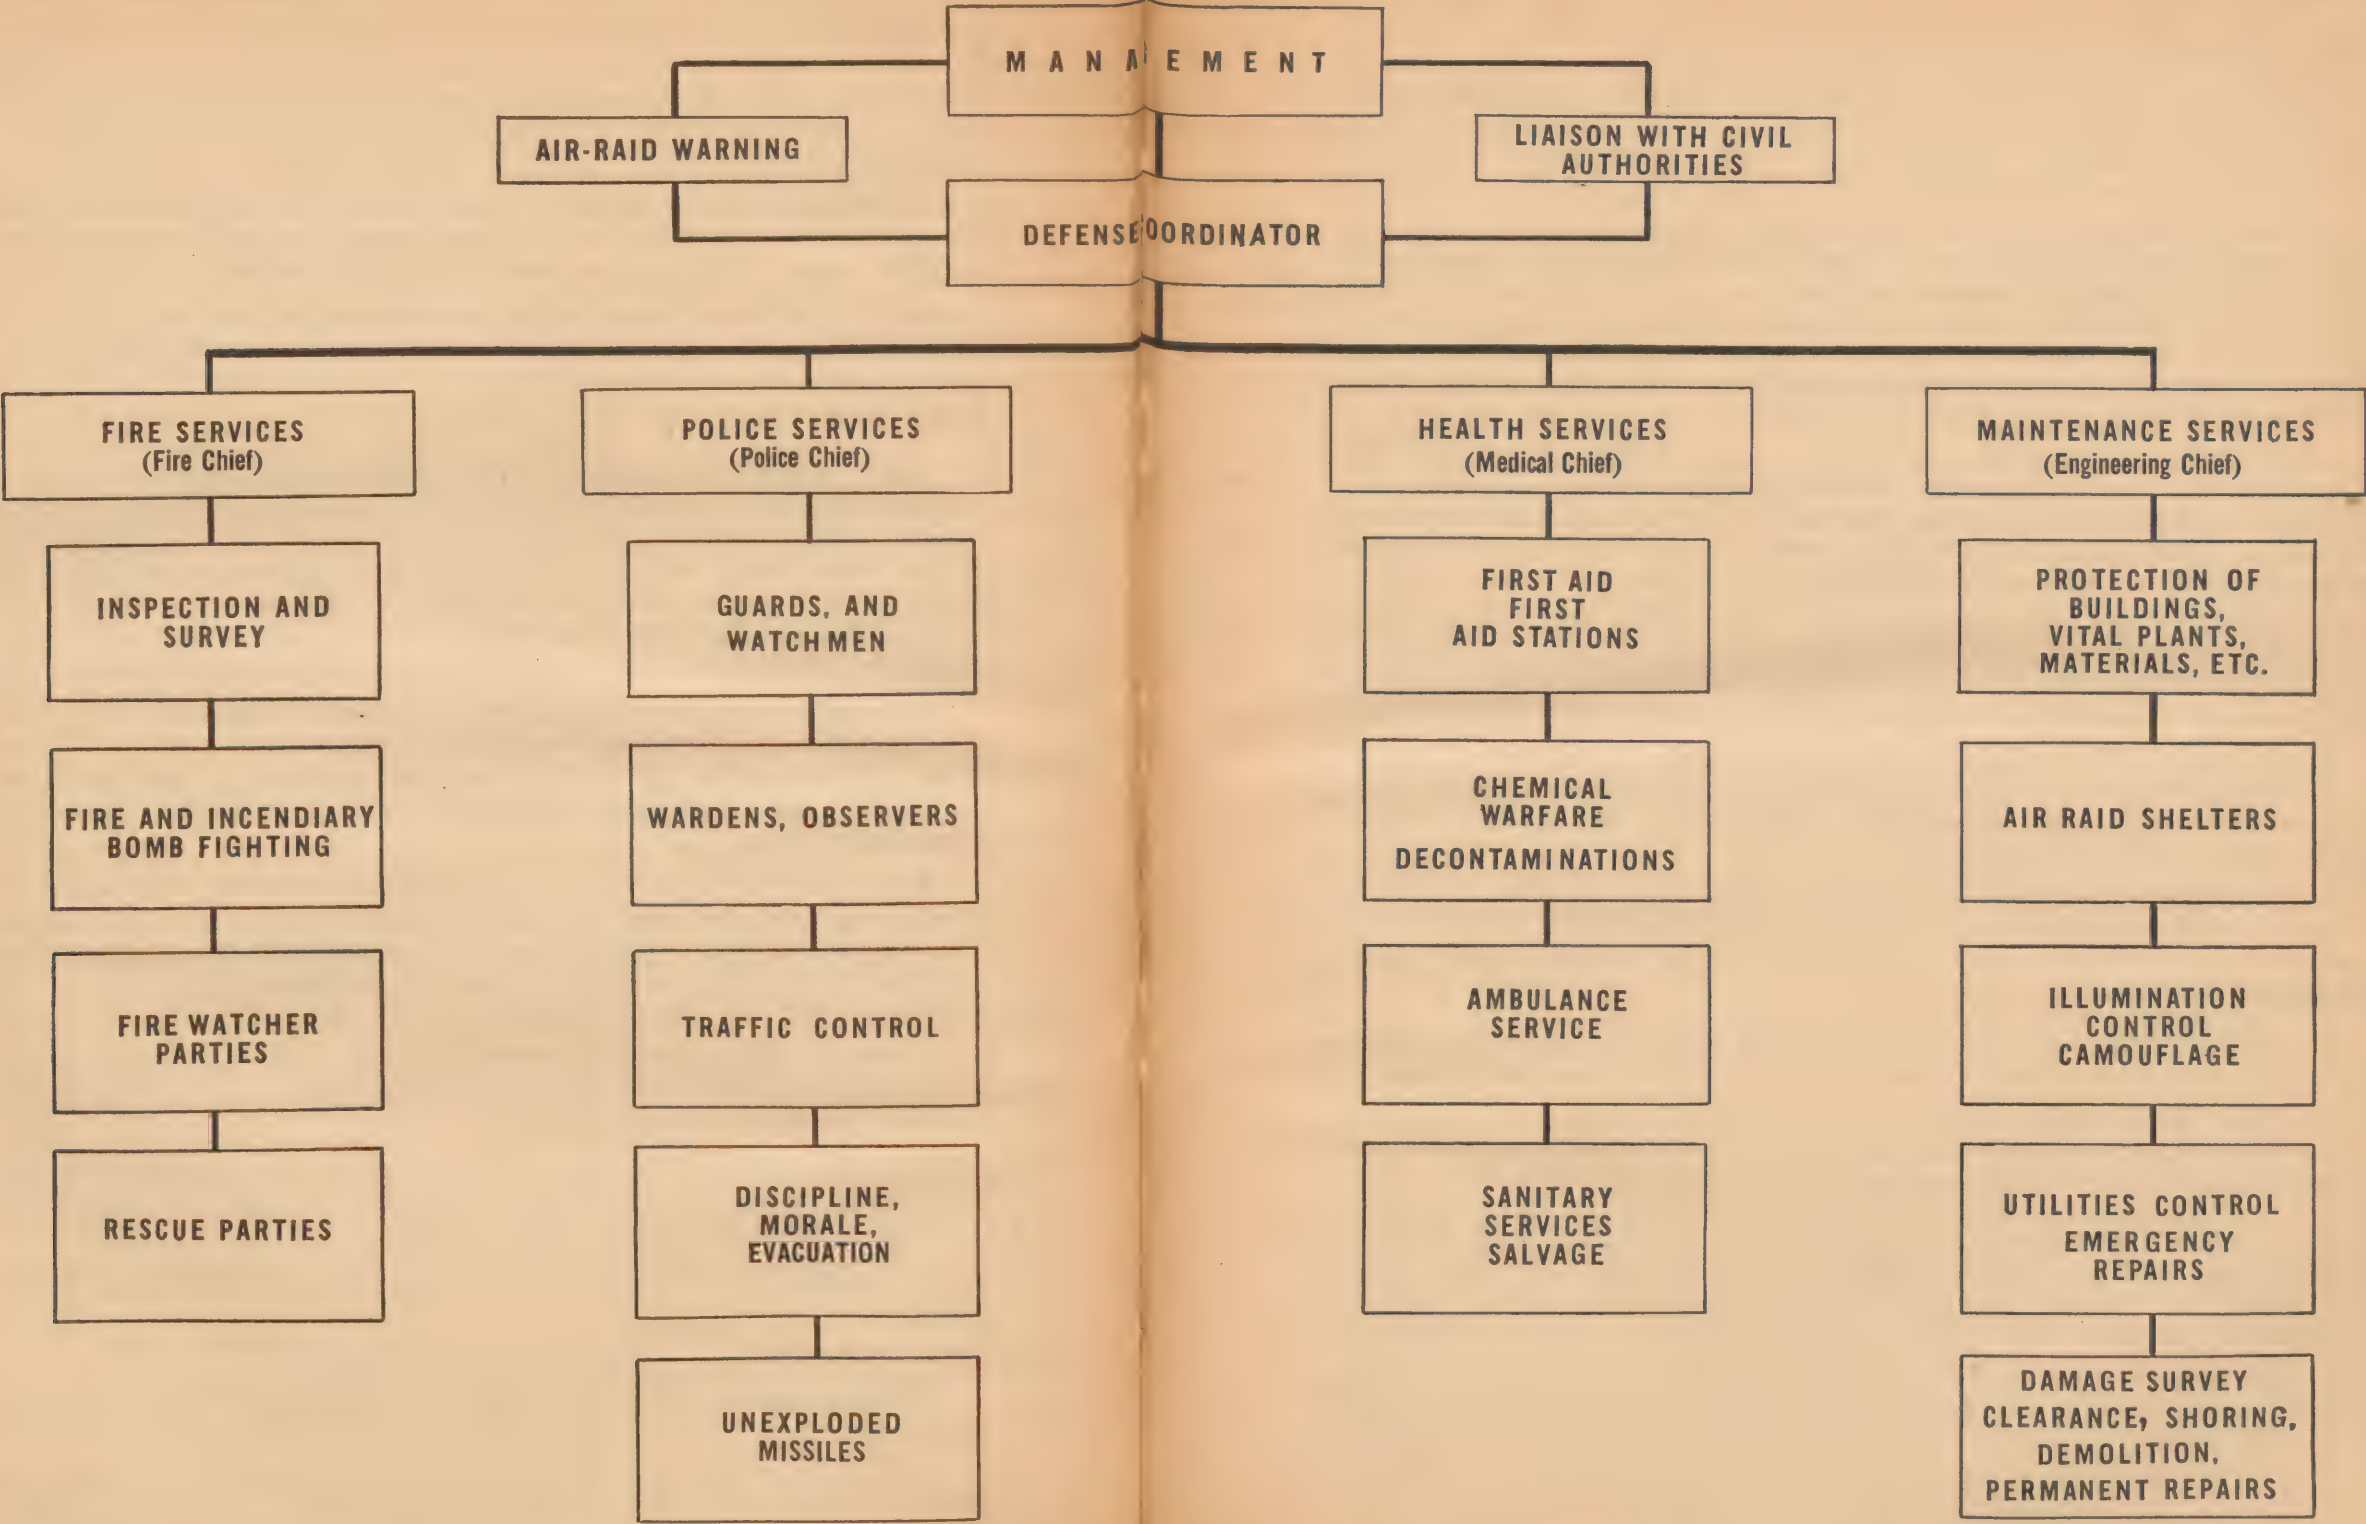 MANAGEMENT
AIR-RAID WARNING
LIAISON WITH CIVIL
AUTHORITIES
DEFENSE COORDINATOR
FIRE SERVICES
(Fire Chief)
INSPECTION AND
SURVEY
FIRE AND INCENDIARY
BOMB FIGHTING
FIRE WATCHER
PARTIES
RESCUE PARTIES
POLICE SERVICES
(Police Chief)
GUARDS, AND
WATCHMEN
WARDENS, OBSERVERS
TRAFFIC CONTROL
DISCIPLINE,
MORALE,
EVACUATION
UNEXPLODED
MISSILES
HEALTH SERVICES
(Medical Chief)
FIRST AID
FIRST
AID STATIONS
CHEMICAL
WARFARE
DECONTAMINATIONS
AMBULANCE
SERVICE
SANITARY
SERVICES
SALVAGE
MAINTENANCE SERVICES
(Engineering Chief)
PROTECTION OF
BUILDINGS,
VITAL PLANTS,
MATERIALS, ETC.
AIR RAID SHELTERS
ILLUMINATION
CONTROL
CAMOUFLAGE
UTILITIES CONTROL
EMERGENCY
REPAIRS
DAMAGE SURVEY
CLEARANCE, SHORING,
DEMOLITION,
PERMANENT REPAIRS